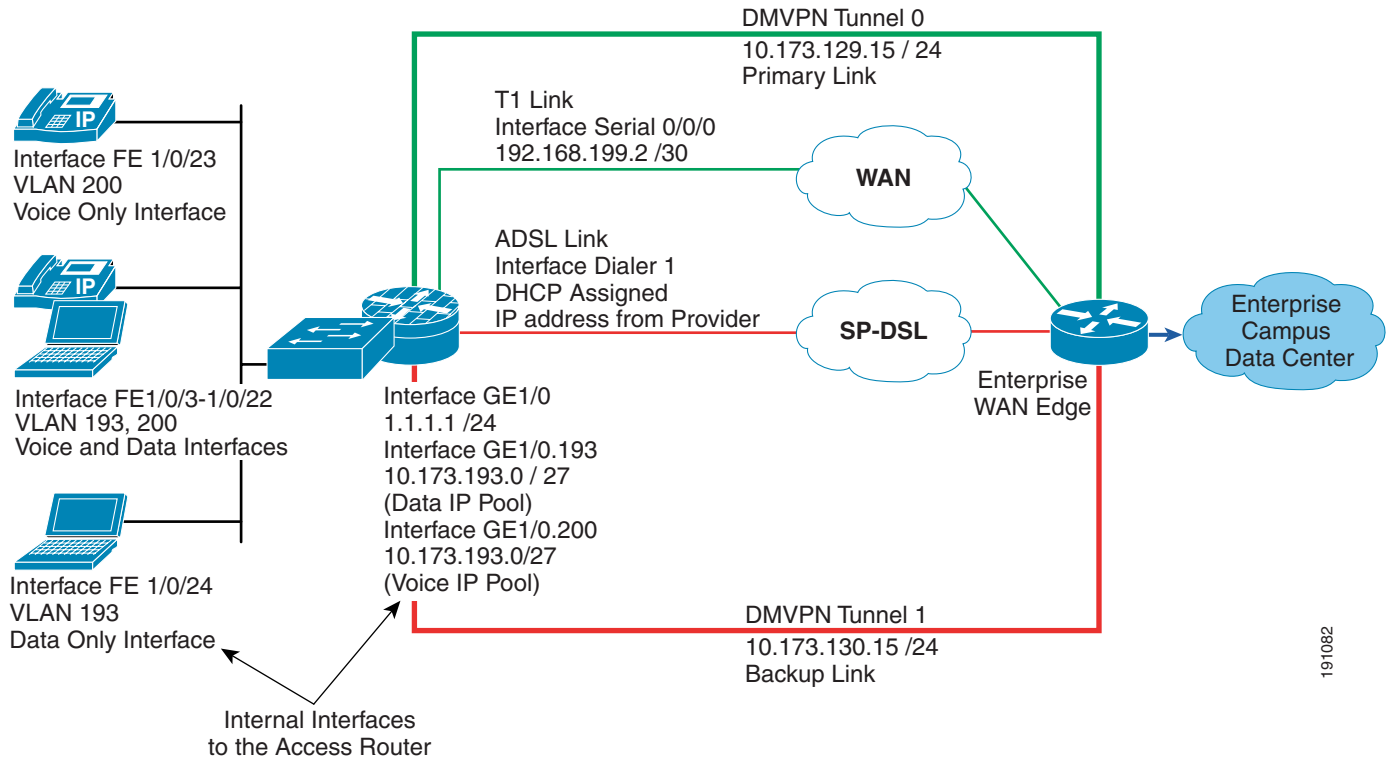 DMVPN Tunnel 0
10.173.129.15 / 24
Primary Link
T1 Link
Interface Serial 0/0/0
192.168.199.2 /30
WAN
IP
Interface FE 1/0/23
VLAN 200
Voice Only Interface
ADSL Link
Interface Dialer 1
DHCP Assigned
IP address from Provider
SP-DSL
IP
Interface FE1/0/3-1/0/22
VLAN 193, 200
Voice and Data Interfaces
Enterprise
WAN Edge
Enterprise
Campus
Data Center
Interface GE1/0
1.1.1.1 /24
Interface GE1/0.193
10.173.193.0 / 27
(Data IP Pool)
Interface GE1/0.200
10.173.193.0/27
(Voice IP Pool)
Interface FE 1/0/24
VLAN 193
Data Only Interface
DMVPN Tunnel 1
10.173.130.15 /24
Backup Link
Internal Interfaces
to the Access Router
191082